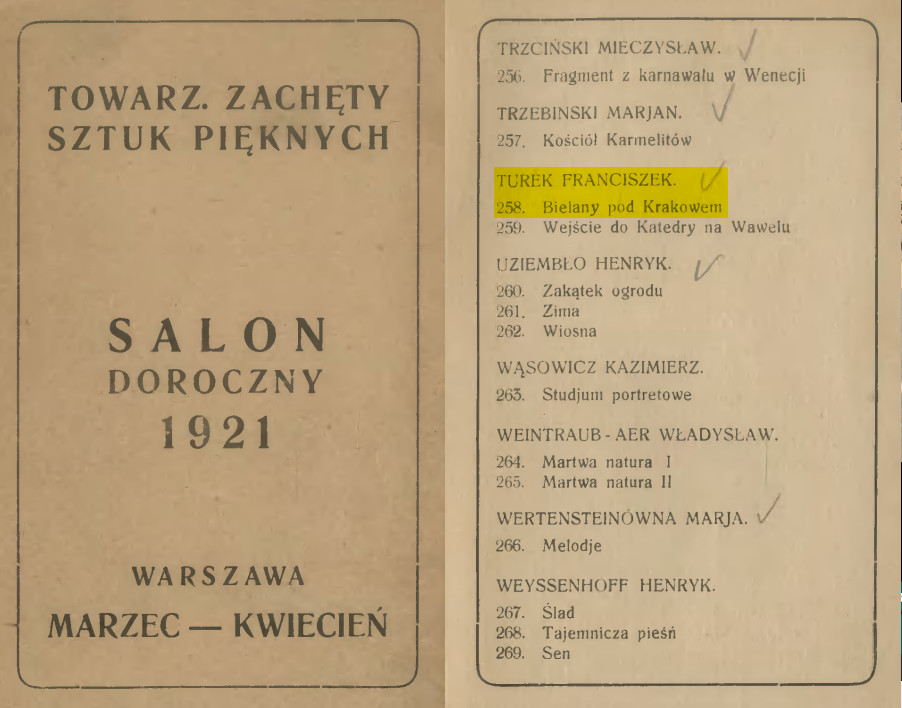 TOWARZ. ZACHĘTY
SZTUK PIĘKNYCH
SALON
DOROCZNY
1921
WARSZAWA
MARZEC — KWIECIEŃ
TRZCIŃSKI MIECZYSŁAW.
256. Fragment z karnawału w Wenecji
TRZEBINSKI MARJAN.
257. Kościół Karmelitów
TUREK FRANCISZEK.
258. Bielany pod Krakowem
259. Wejście do Katedry na Wawelu
UZIEMBŁO HENRYK.
260. Zakątek ogrodu
261. Zima
262. Wiosna
WĄSOWICZ KAZIMIERZ.
263. Studjum portretowe
WEINTRAUB - AER WŁADYSŁAW.
264. Martwa natura I
265. Martwa natura II
WERTENSTEINÓWNA MARJA.
266. Melodje
WEYSSENHOFF HENRYK.
267. Ślad
268. Tajemnicza pieśń
269. Sen